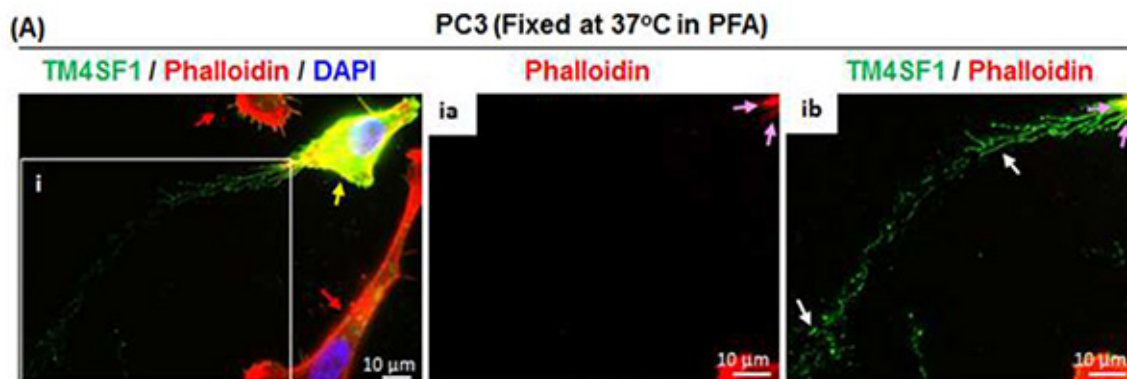 (A)
PC3 (Fixed at 37ºC in PFA)
TM4SF1 / Phalloidin / DAPI
Phalloidin
TM4SF1 / Phalloidin
i
ia
ib
10 µm
10 µm
10 µm